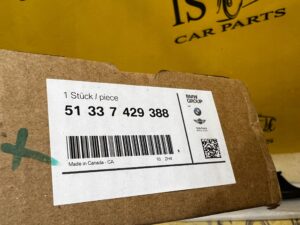 IS
CAR PARTS
1 Stück / piece
BMW
GROUP
51 33 7 429 388
Made in Canada - CA